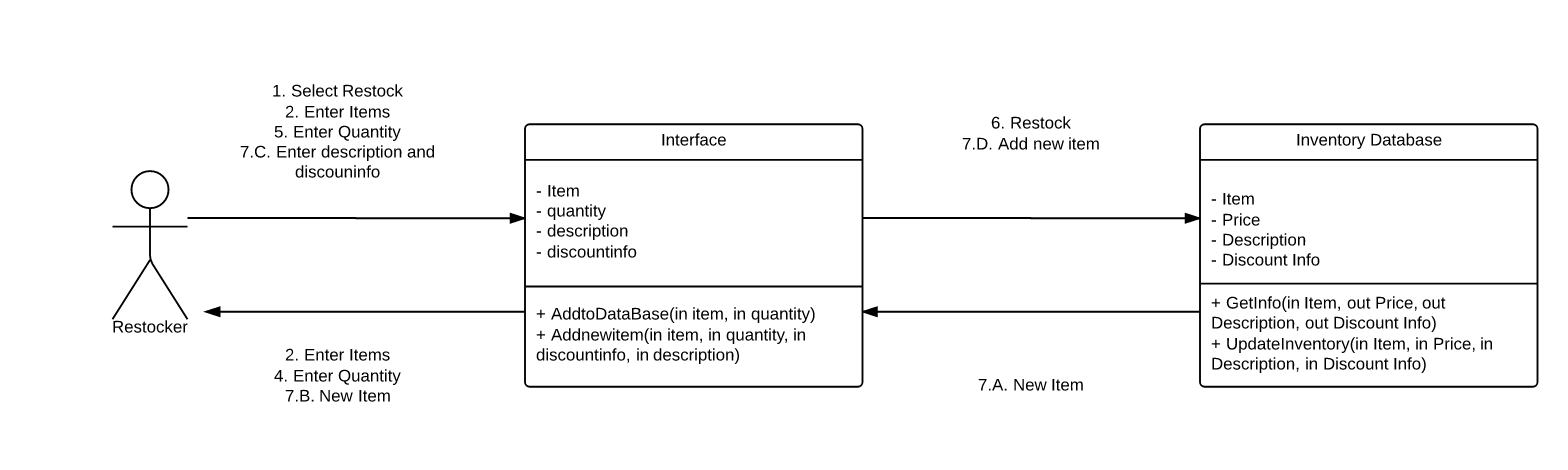 1. Select Restock
2. Enter Items
5. Enter Quantity
7.C. Enter description and
discouninfo
Restocker
2. Enter Items
4. Enter Quantity
7.B. New Item
Interface
- Item
- quantity
- description
- discountinfo
+ AddtoDataBase(in item, in quantity)
+ Addnewitem(in item, in quantity, in
discountinfo, in description)
6. Restock
7.D. Add new item
7.A. New Item
Inventory Database
- Item
- Price
- Description
- Discount Info
+ GetInfo(in Item, out Price, out
Description, out Discount Info)
+ UpdateInventory(in Item, in Price, in
Description, in Discount Info)